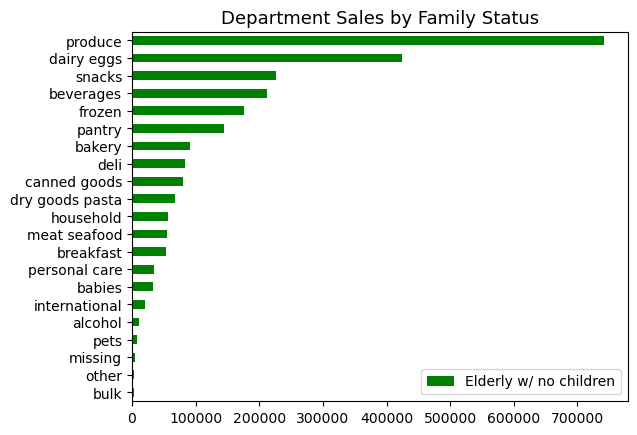 Department Sales by Family Status
produce
dairy eggs
snacks
beverages
frozen
pantry
bakery
deli
canned goods
dry goods pasta
household
meat seafood
breakfast
personal care
babies
international
alcohol
pets
missing
other
bulk
Elderly w/ no children
0 100000 200000 300000 400000 500000 600000 700000